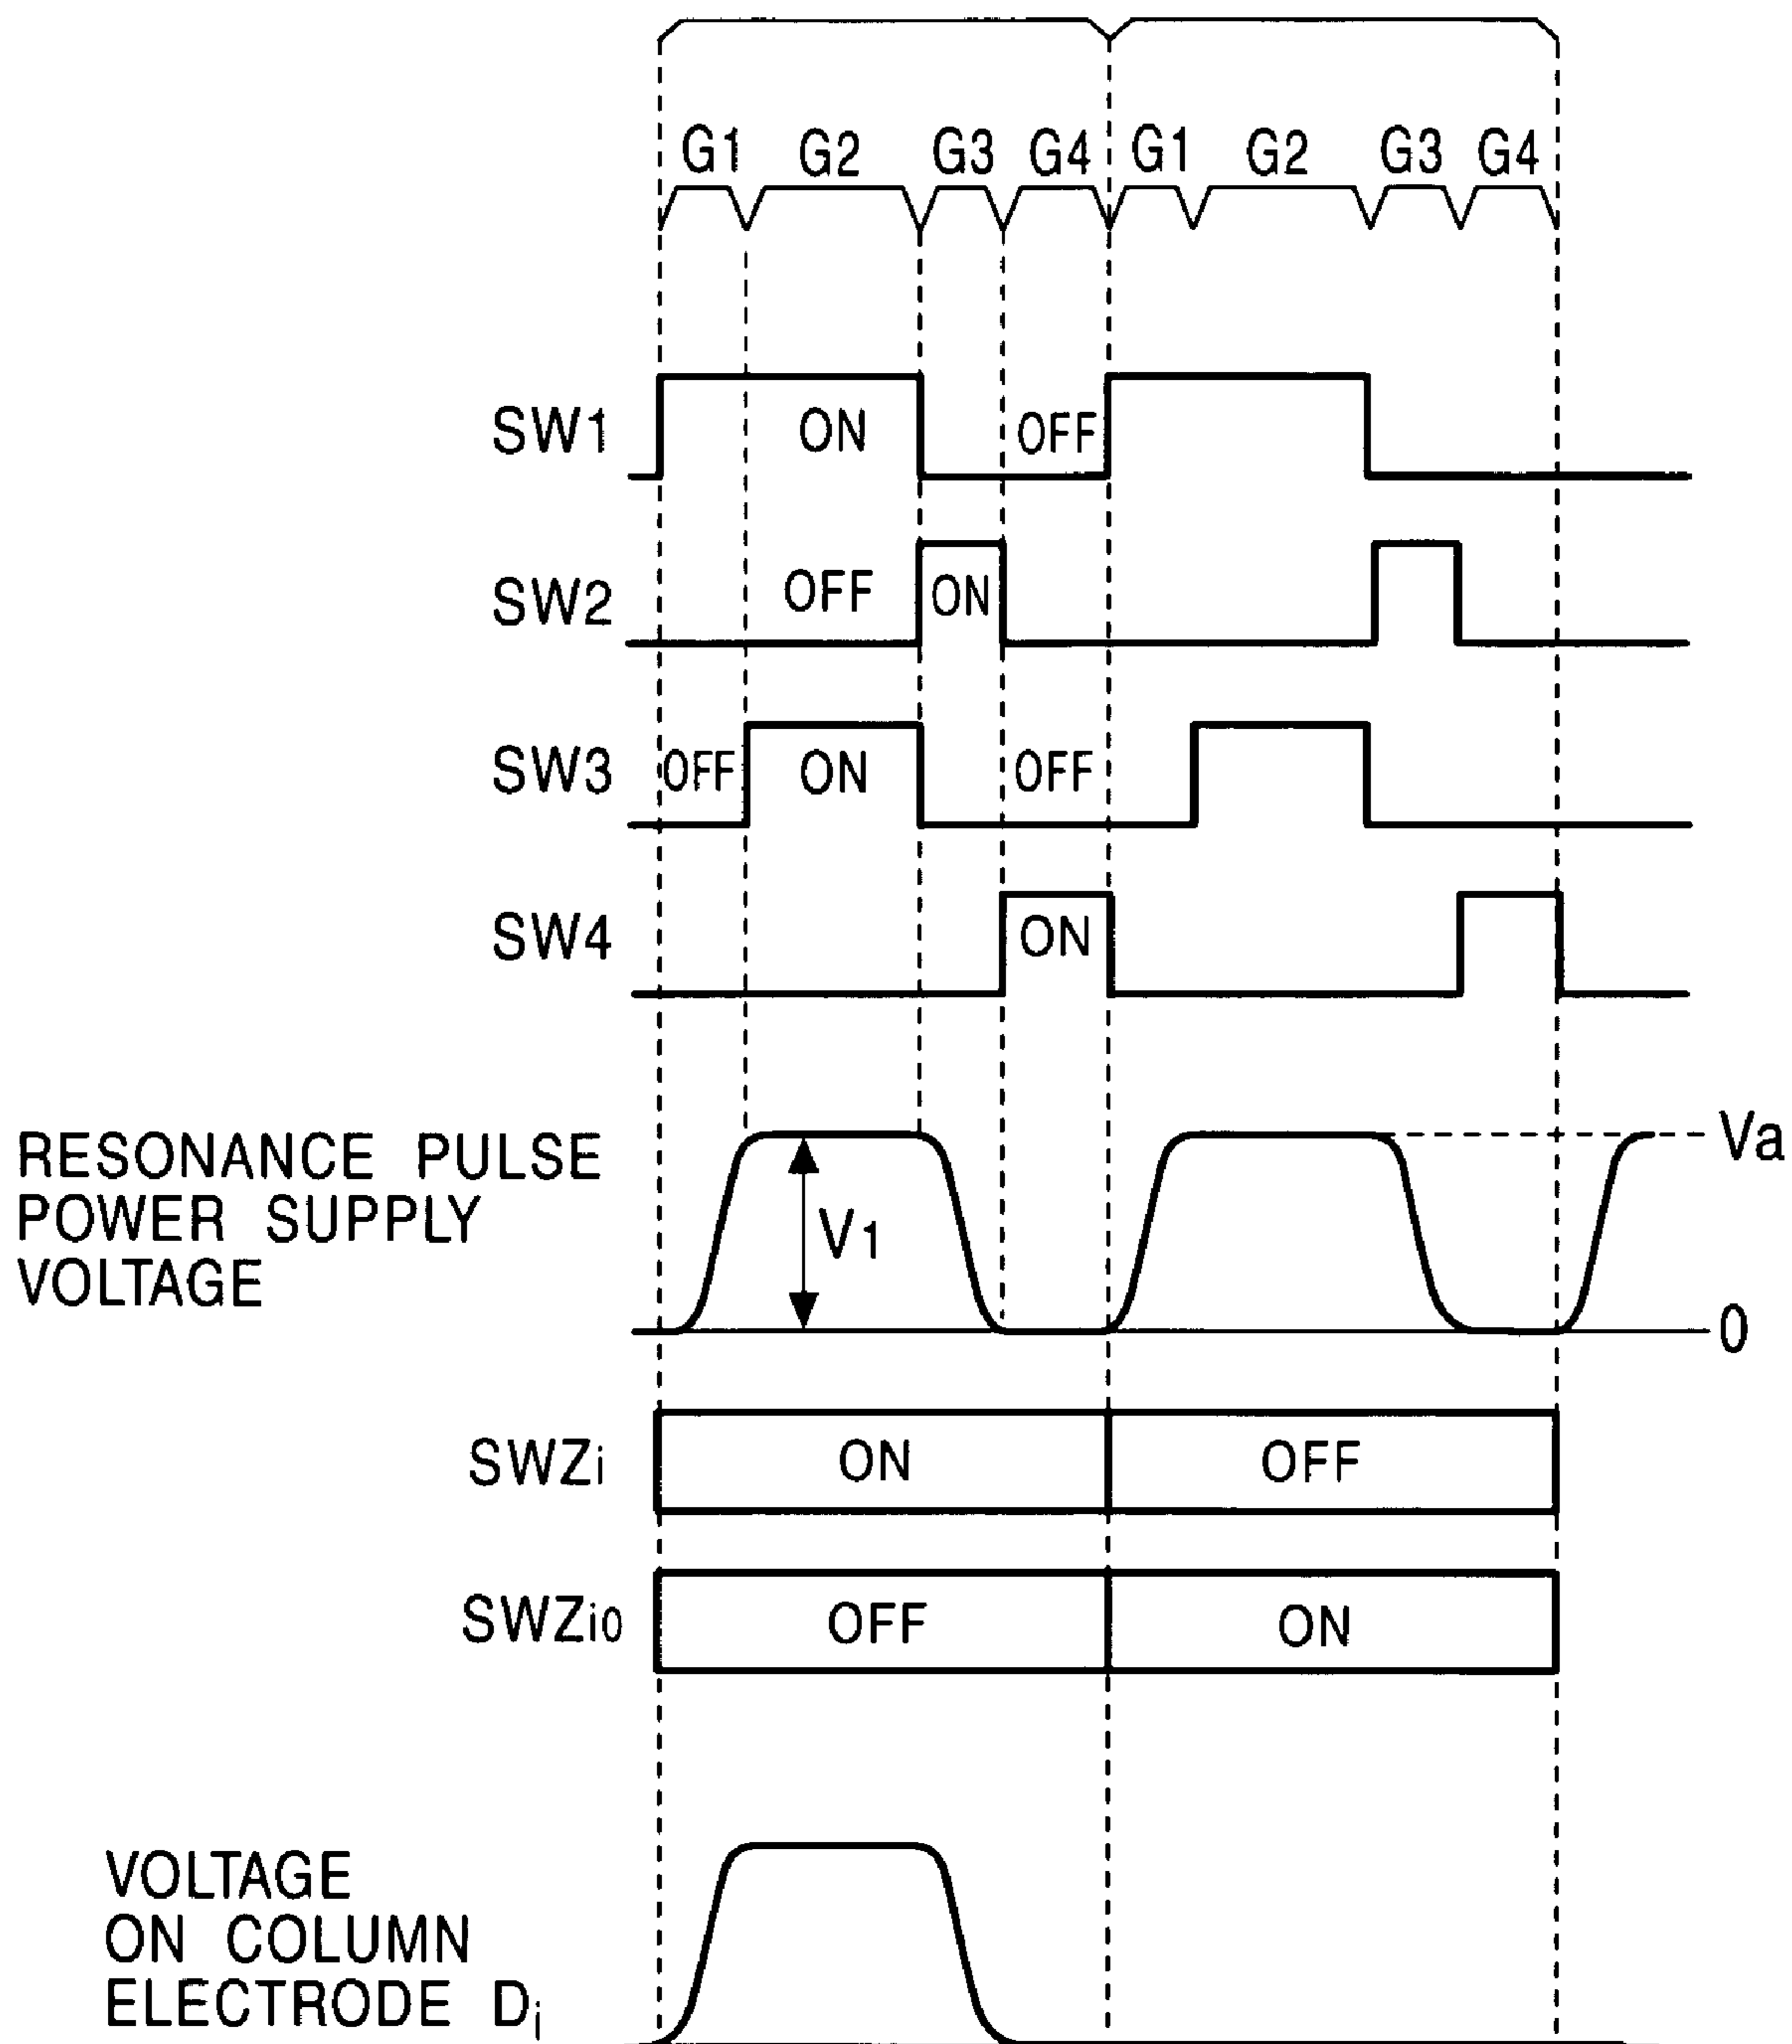 G1 G2 G3 G4 G1 G2 G3 G4
SW1 ON OFF
SW2 OFF ON
SW3 OFF ON OFF
SW4 ON
RESONANCE PULSE
POWER SUPPLY
VOLTAGE
V1
Va
0
SWZi ON OFF
SWZi0 OFF ON
VOLTAGE
ON COLUMN
ELECTRODE Di